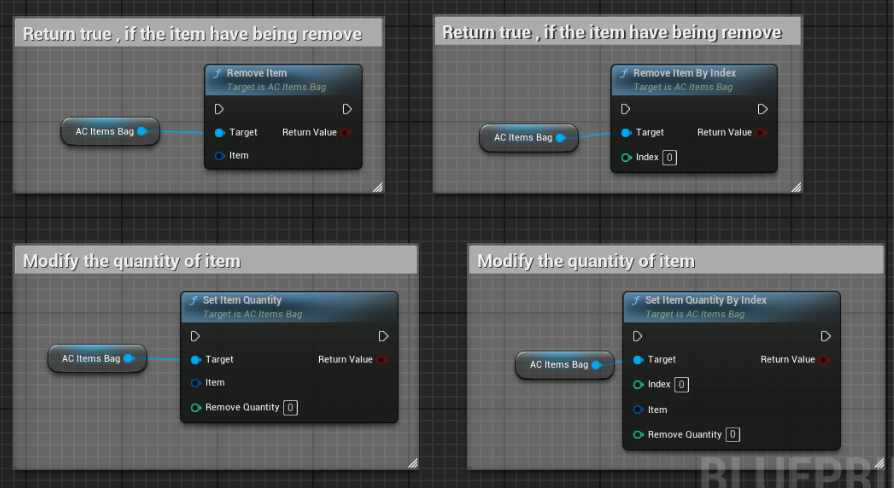 Return true , if the item have being remove
Remove Item
Target is AC Items Bag
AC Items Bag
Target
Return Value
Item
Return true , if the item have being remove
Remove Item By Index
Target is AC Items Bag
AC Items Bag
Target
Return Value
Index 0
Modify the quantity of item
Set Item Quantity
Target is AC Items Bag
AC Items Bag
Target
Return Value
Item
Remove Quantity 0
Modify the quantity of item
Set Item Quantity By Index
Target is AC Items Bag
AC Items Bag
Target
Return Value
Index 0
Item
Remove Quantity 0